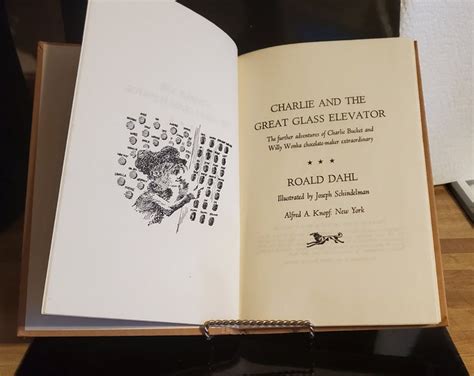 CHARLIE AND THE
GREAT GLASS ELEVATOR
The further adventures of Charlie Bucket and
Willy Wonka chocolate-maker extraordinary
ROALD DAHL
Illustrated by Joseph Schindelman
Alfred A. Knopf: New York